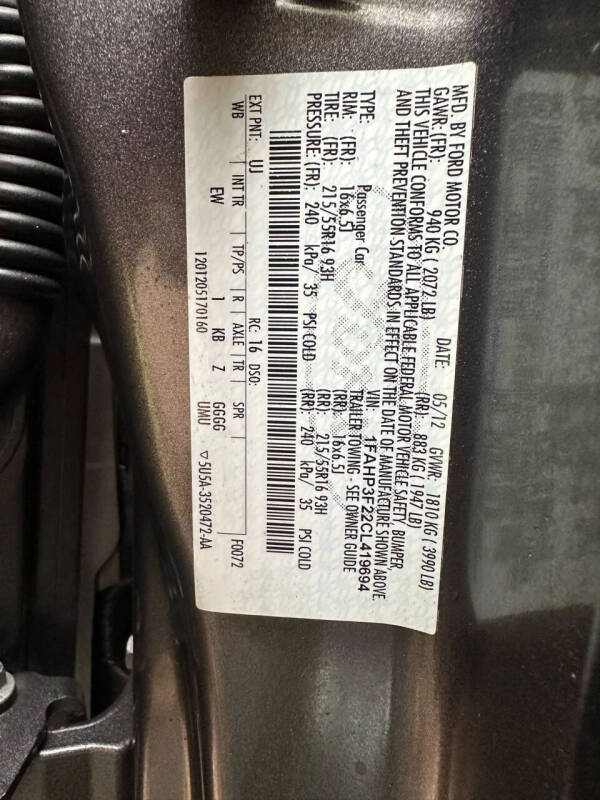 MFD. BY FORD MOTOR CO.
DATE: 05/12 GVWR: 1810 KG ( 3990 LB)
GAWR: (FR): 940 KG ( 2072 LB) (RR): 883 KG ( 1947 LB)
THIS VEHICLE CONFORMS TO ALL APPLICABLE FEDERAL MOTOR VEHICLE SAFETY, BUMPER,
AND THEFT PREVENTION STANDARDS IN EFFECT ON THE DATE OF MANUFACTURE SHOWN ABOVE.
VIN: 1FAHP3F22CL419694
TYPE: Passenger Car TRAILER TOWING - SEE OWNER GUIDE
RIM: (FR): 16x6.5J (RR): 16x6.5J
TIRE: (FR): 215/55R16 93H (RR): 215/55R16 93H
PRESSURE: (FR): 240 kPa/ 35 PSI COLD (RR): 240 kPa/ 35 PSI COLD
EXT PNT: UJ RC: 16 DSO: F0072
WB INT TR TP/PS R AXLE TR SPR
EW 1 KB Z GGGG
UMU
1201205170160 ▽5U5A-3520472-AA